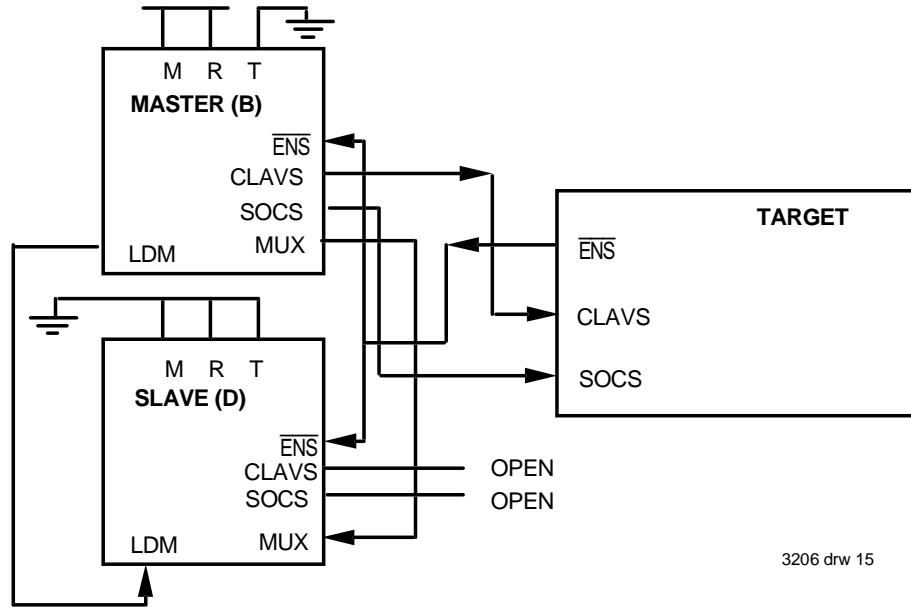 M R T
MASTER (B)
ENS
CLAVS
SOCS
LDM MUX
TARGET
ENS
CLAVS
SOCS
M R T
SLAVE (D)
ENS
CLAVS OPEN
SOCS OPEN
LDM MUX
3206 drw 15